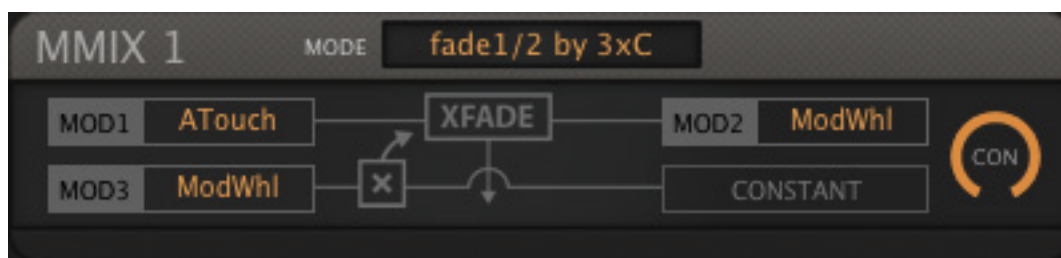 MMIX 1 MODE fade1/2 by 3xC
MOD1 ATouch XFADE MOD2 ModWhl
CON
MOD3 ModWhl × CONSTANT